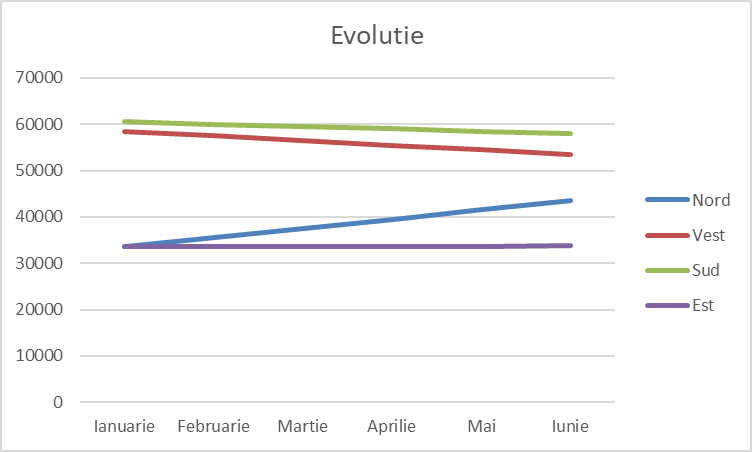 Evolutie
70000
60000
50000
40000
30000
20000
10000
0
Ianuarie Februarie Martie Aprilie Mai Iunie
Nord
Vest
Sud
Est